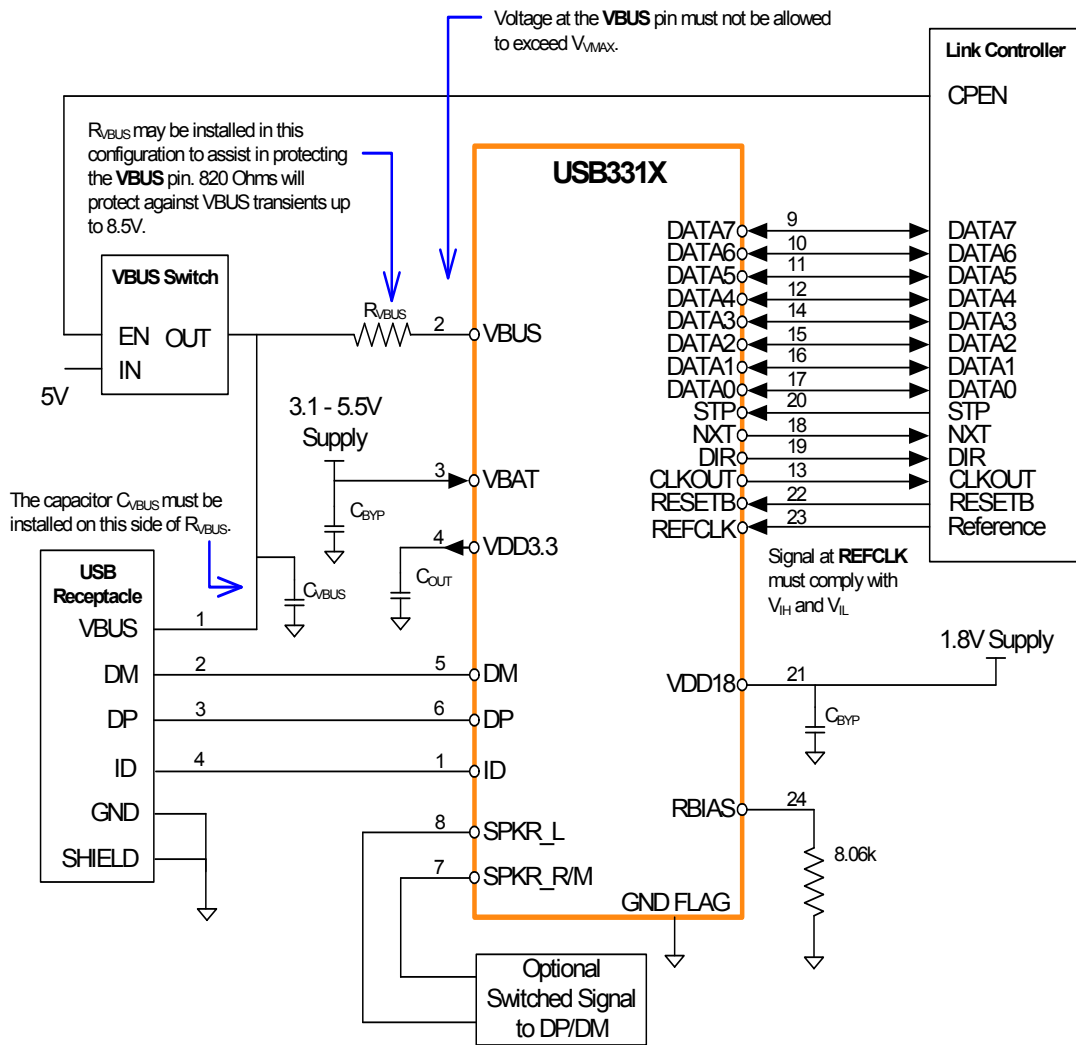 Voltage at the VBUS pin must not be allowed
to exceed VVMAX.
Link Controller
CPEN
RVBUS may be installed in this
configuration to assist in protecting
the VBUS pin. 820 Ohms will
protect against VBUS transients up
to 8.5V.
USB331X
VBUS Switch
EN OUT
IN
5V
RVBUS
2
VBUS
DATA7 9 DATA7
DATA6 10 DATA6
DATA5 11 DATA5
DATA4 12 DATA4
DATA3 14 DATA3
DATA2 15 DATA2
DATA1 16 DATA1
DATA0 17 DATA0
STP 20 STP
NXT 18 NXT
DIR 19 DIR
CLKOUT 13 CLKOUT
RESETB 22 RESETB
REFCLK 23 Reference
3.1 - 5.5V
Supply
3
VBAT
CBYP
4
VDD3.3
COUT
The capacitor CVBUS must be
installed on this side of RVBUS.
CVBUS
Signal at REFCLK
must comply with
VIH and VIL
USB
Receptacle
VBUS 1
DM 2 5 DM
DP 3 6 DP
ID 4 1 ID
GND
SHIELD
8 SPKR_L
7 SPKR_R/M
1.8V Supply
VDD18 21
CBYP
RBIAS 24
8.06k
GND FLAG
Optional
Switched Signal
to DP/DM